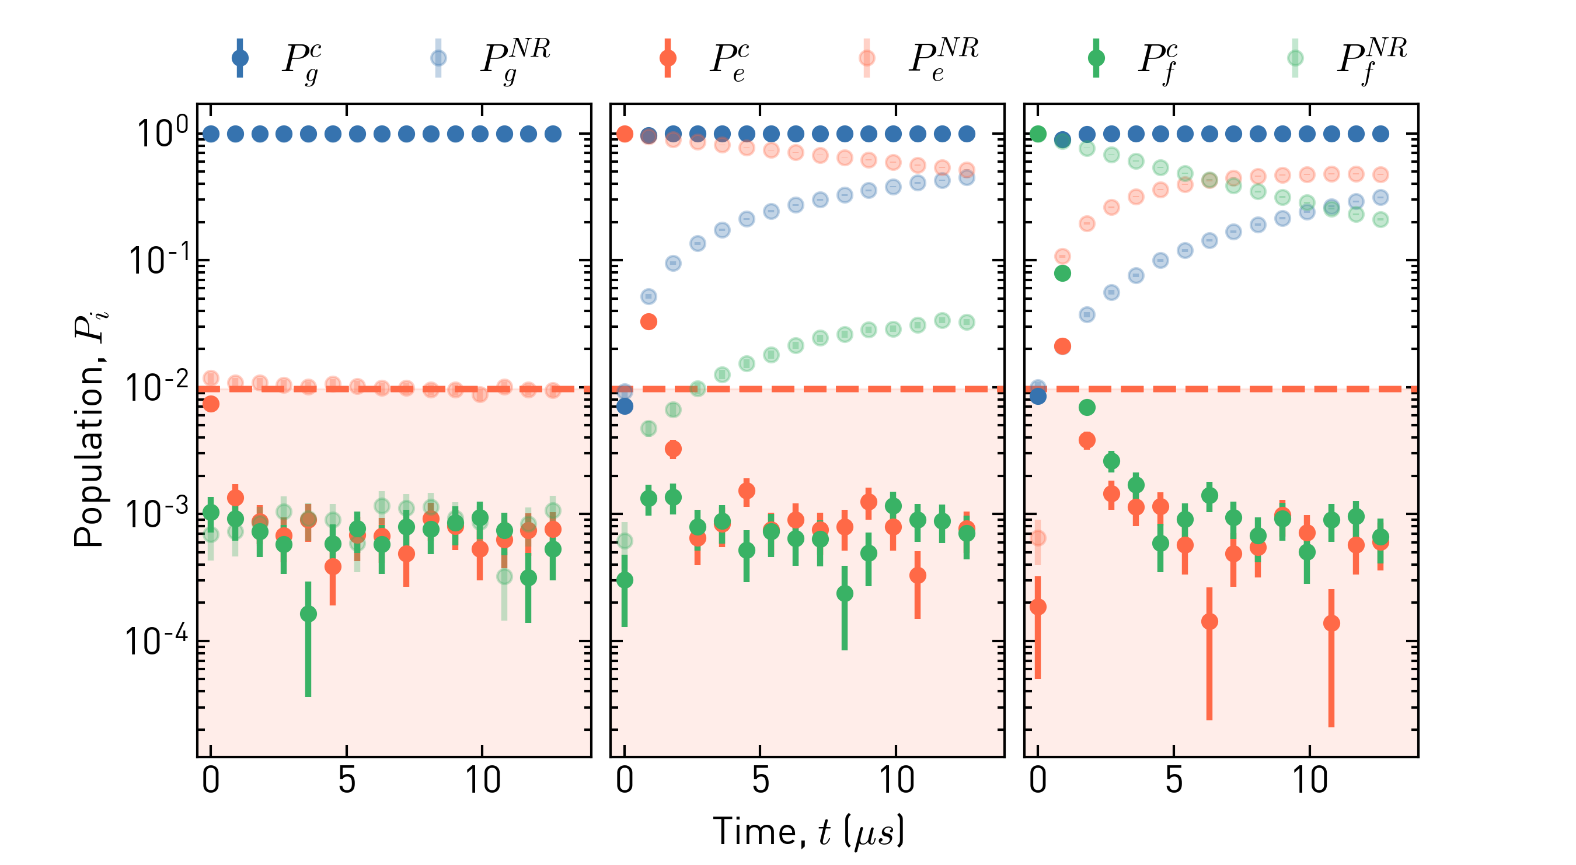 P_g^c P_g^{NR} P_e^c P_e^{NR} P_f^c P_f^{NR}
10^0
10^-1
10^-2
10^-3
10^-4
Population, P_i
0 5 10 0 5 10 0 5 10
Time, t (μs)